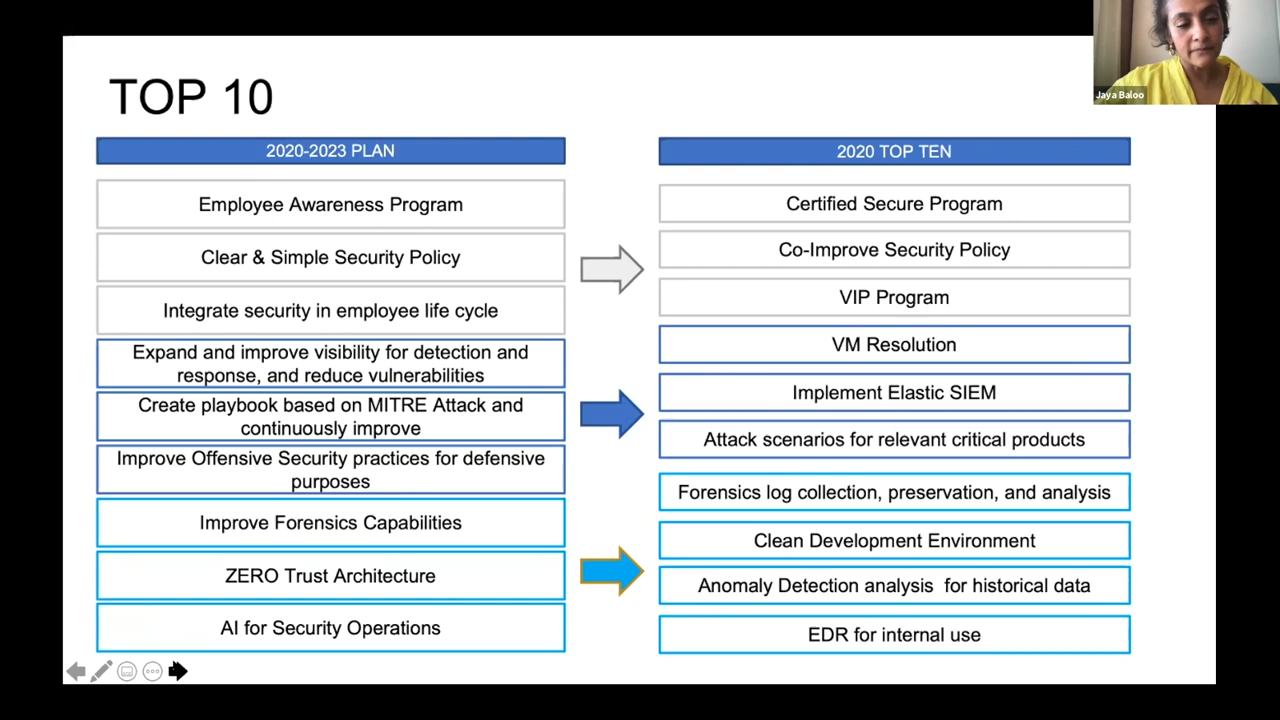 Jaya Baloo
TOP 10
2020-2023 PLAN
Employee Awareness Program
Clear & Simple Security Policy
Integrate security in employee life cycle
Expand and improve visibility for detection and
response, and reduce vulnerabilities
Create playbook based on MITRE Attack and
continuously improve
Improve Offensive Security practices for defensive
purposes
Improve Forensics Capabilities
ZERO Trust Architecture
AI for Security Operations
2020 TOP TEN
Certified Secure Program
Co-Improve Security Policy
VIP Program
VM Resolution
Implement Elastic SIEM
Attack scenarios for relevant critical products
Forensics log collection, preservation, and analysis
Clean Development Environment
Anomaly Detection analysis for historical data
EDR for internal use